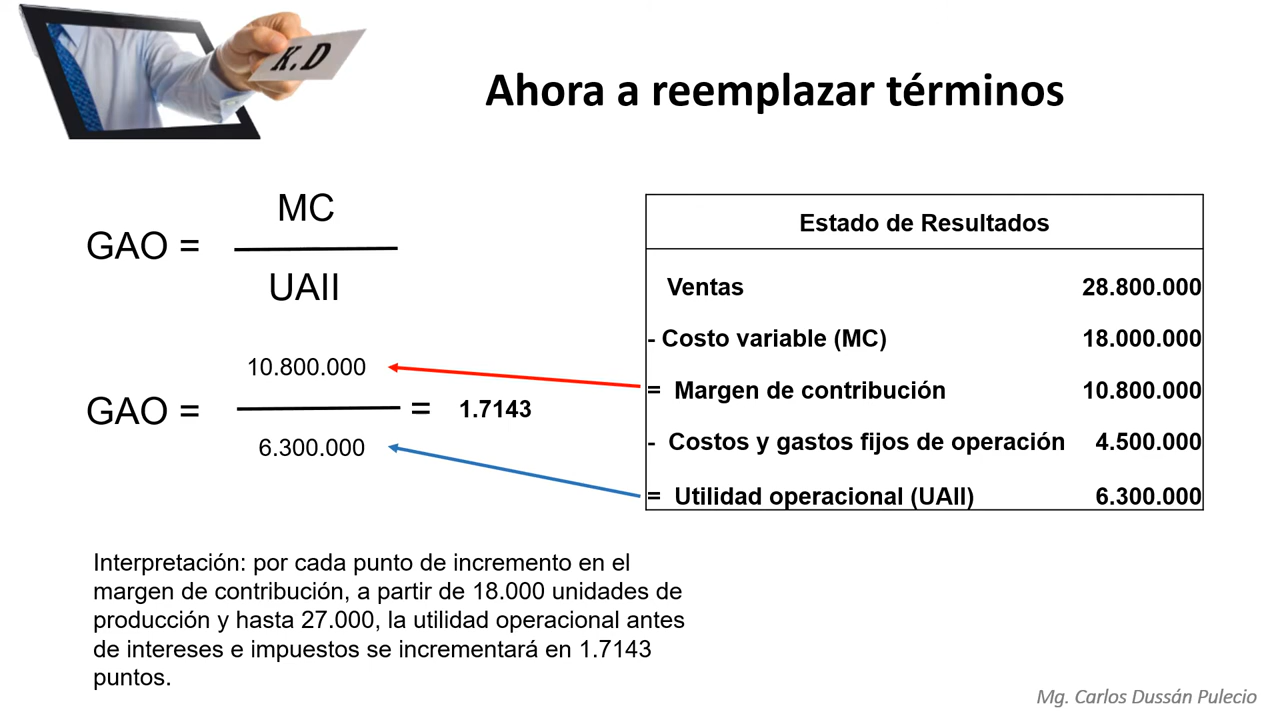 K.D
Ahora a reemplazar términos
MC
GAO =
UAII
10.800.000
GAO =
= 1.7143
6.300.000
Estado de Resultados
Ventas 28.800.000
- Costo variable (MC) 18.000.000
= Margen de contribución 10.800.000
- Costos y gastos fijos de operación 4.500.000
= Utilidad operacional (UAII) 6.300.000
Interpretación: por cada punto de incremento en el
margen de contribución, a partir de 18.000 unidades de
producción y hasta 27.000, la utilidad operacional antes
de intereses e impuestos se incrementará en 1.7143
puntos.
Mg. Carlos Dussán Pulecio